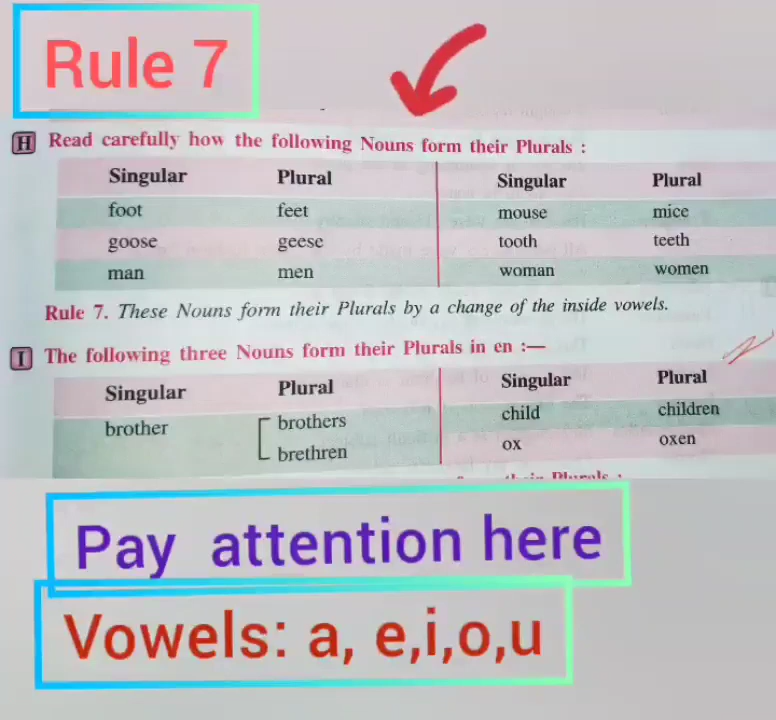 Rule 7
H Read carefully how the following Nouns form their Plurals :
Singular Plural Singular Plural
foot feet mouse mice
goose geese tooth teeth
man men woman women
Rule 7. These Nouns form their Plurals by a change of the inside vowels.
I The following three Nouns form their Plurals in en :—
Singular Plural Singular Plural
brother brothers child children
brethren ox oxen
their Plurals :
Pay attention here
Vowels: a, e,i,o,u